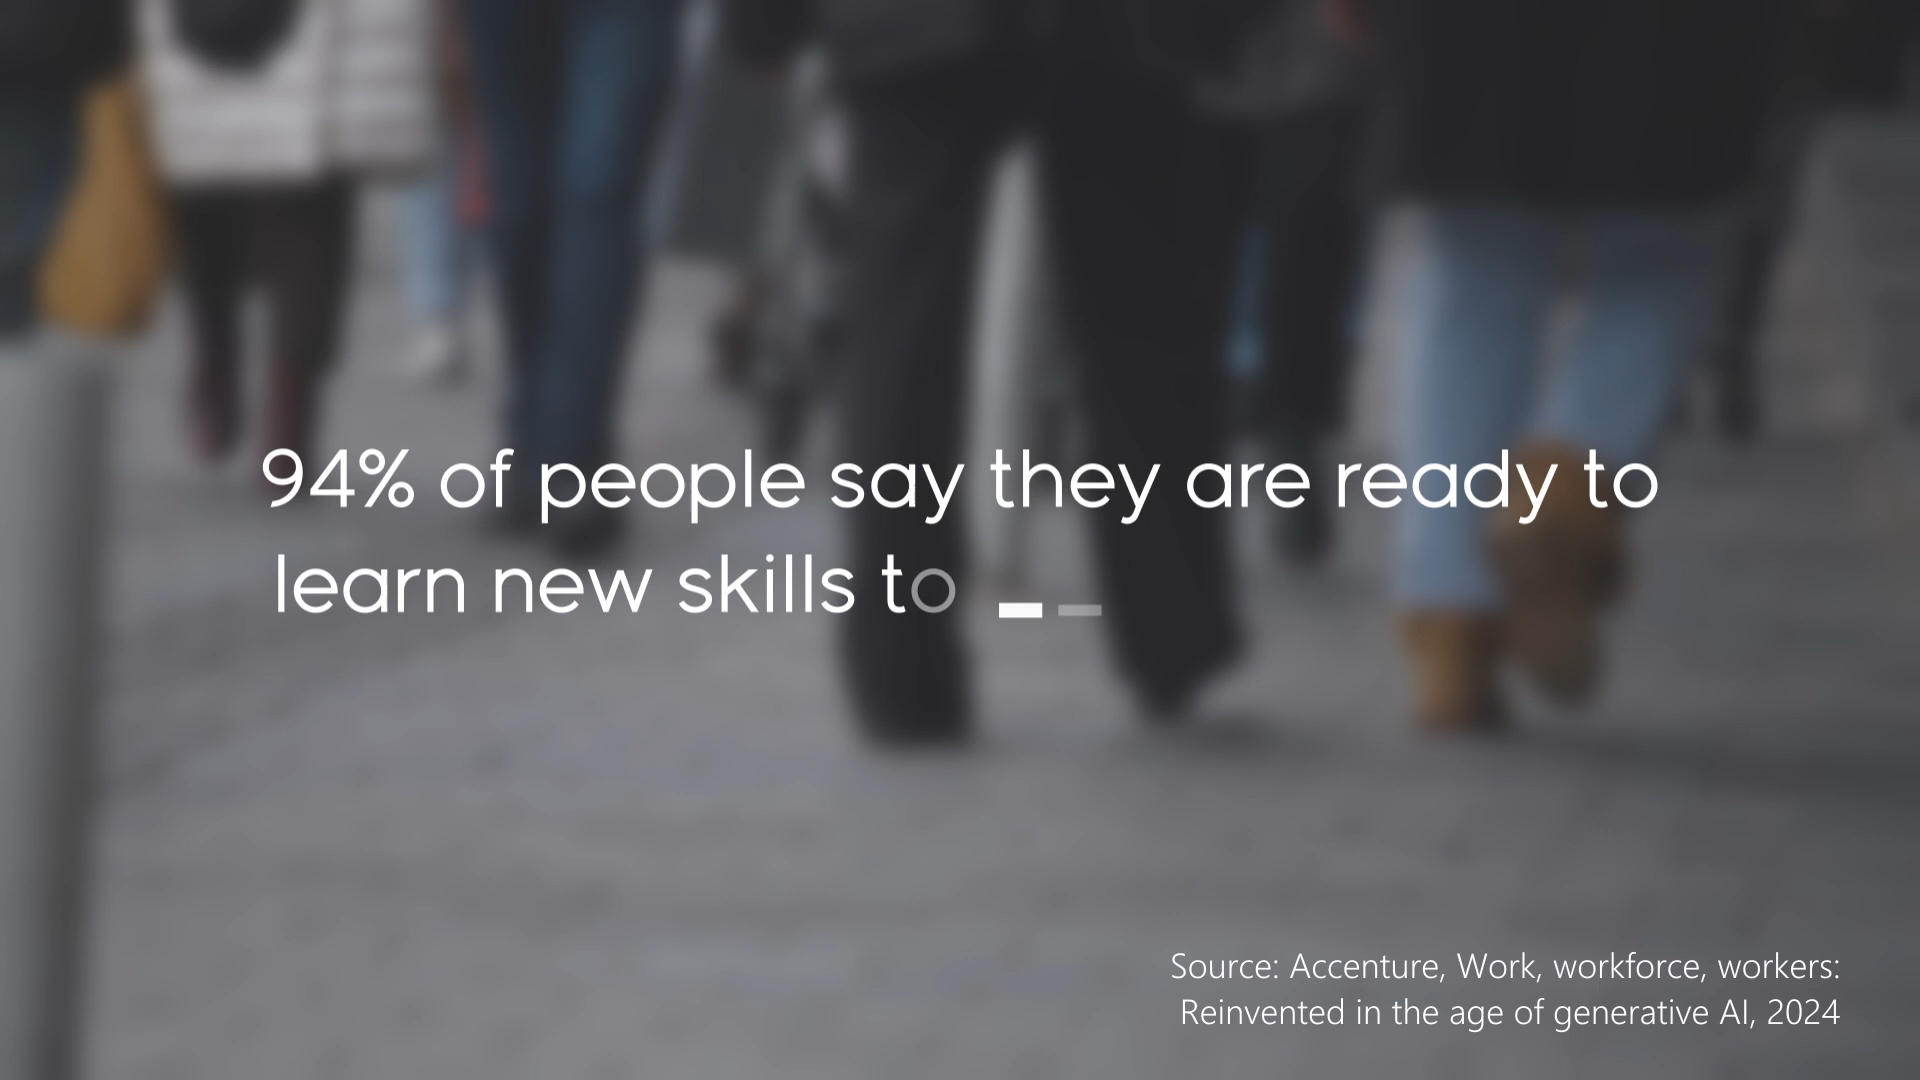 94% of people say they are ready to
learn new skills to _ _
Source: Accenture, Work, workforce, workers:
Reinvented in the age of generative AI, 2024